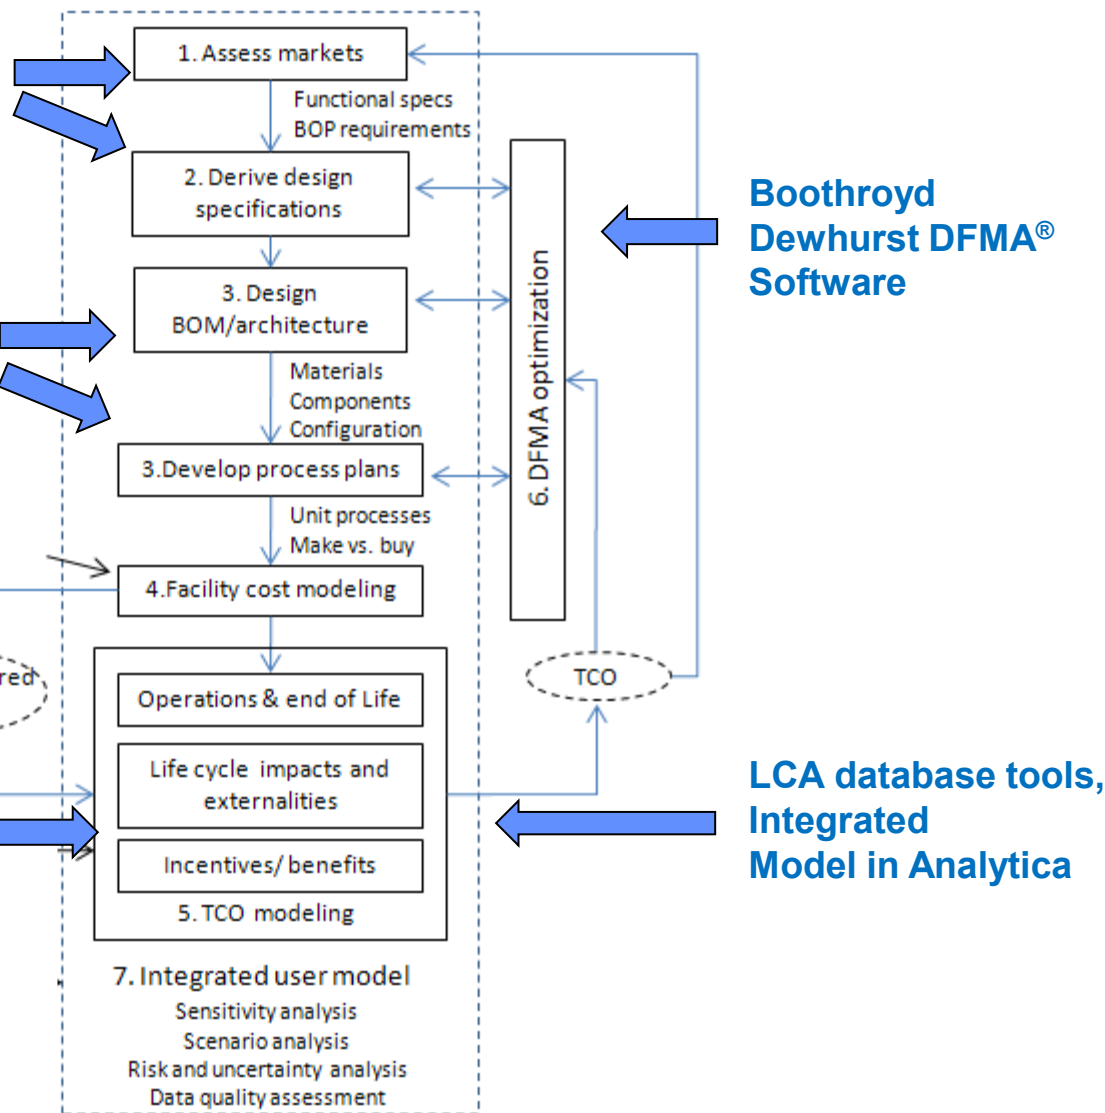 1. Assess markets
Functional specs
BOP requirements
2. Derive design
specifications
3. Design
BOM/architecture
Materials
Components
Configuration
3.Develop process plans
Unit processes
Make vs. buy
4.Facility cost modeling
6. DFMA optimization
Boothroyd
Dewhurst DFMA®
Software
red
TCO
Operations & end of Life
Life cycle impacts and
externalities
Incentives/ benefits
5. TCO modeling
LCA database tools,
Integrated
Model in Analytica
7. Integrated user model
Sensitivity analysis
Scenario analysis
Risk and uncertainty analysis
Data quality assessment